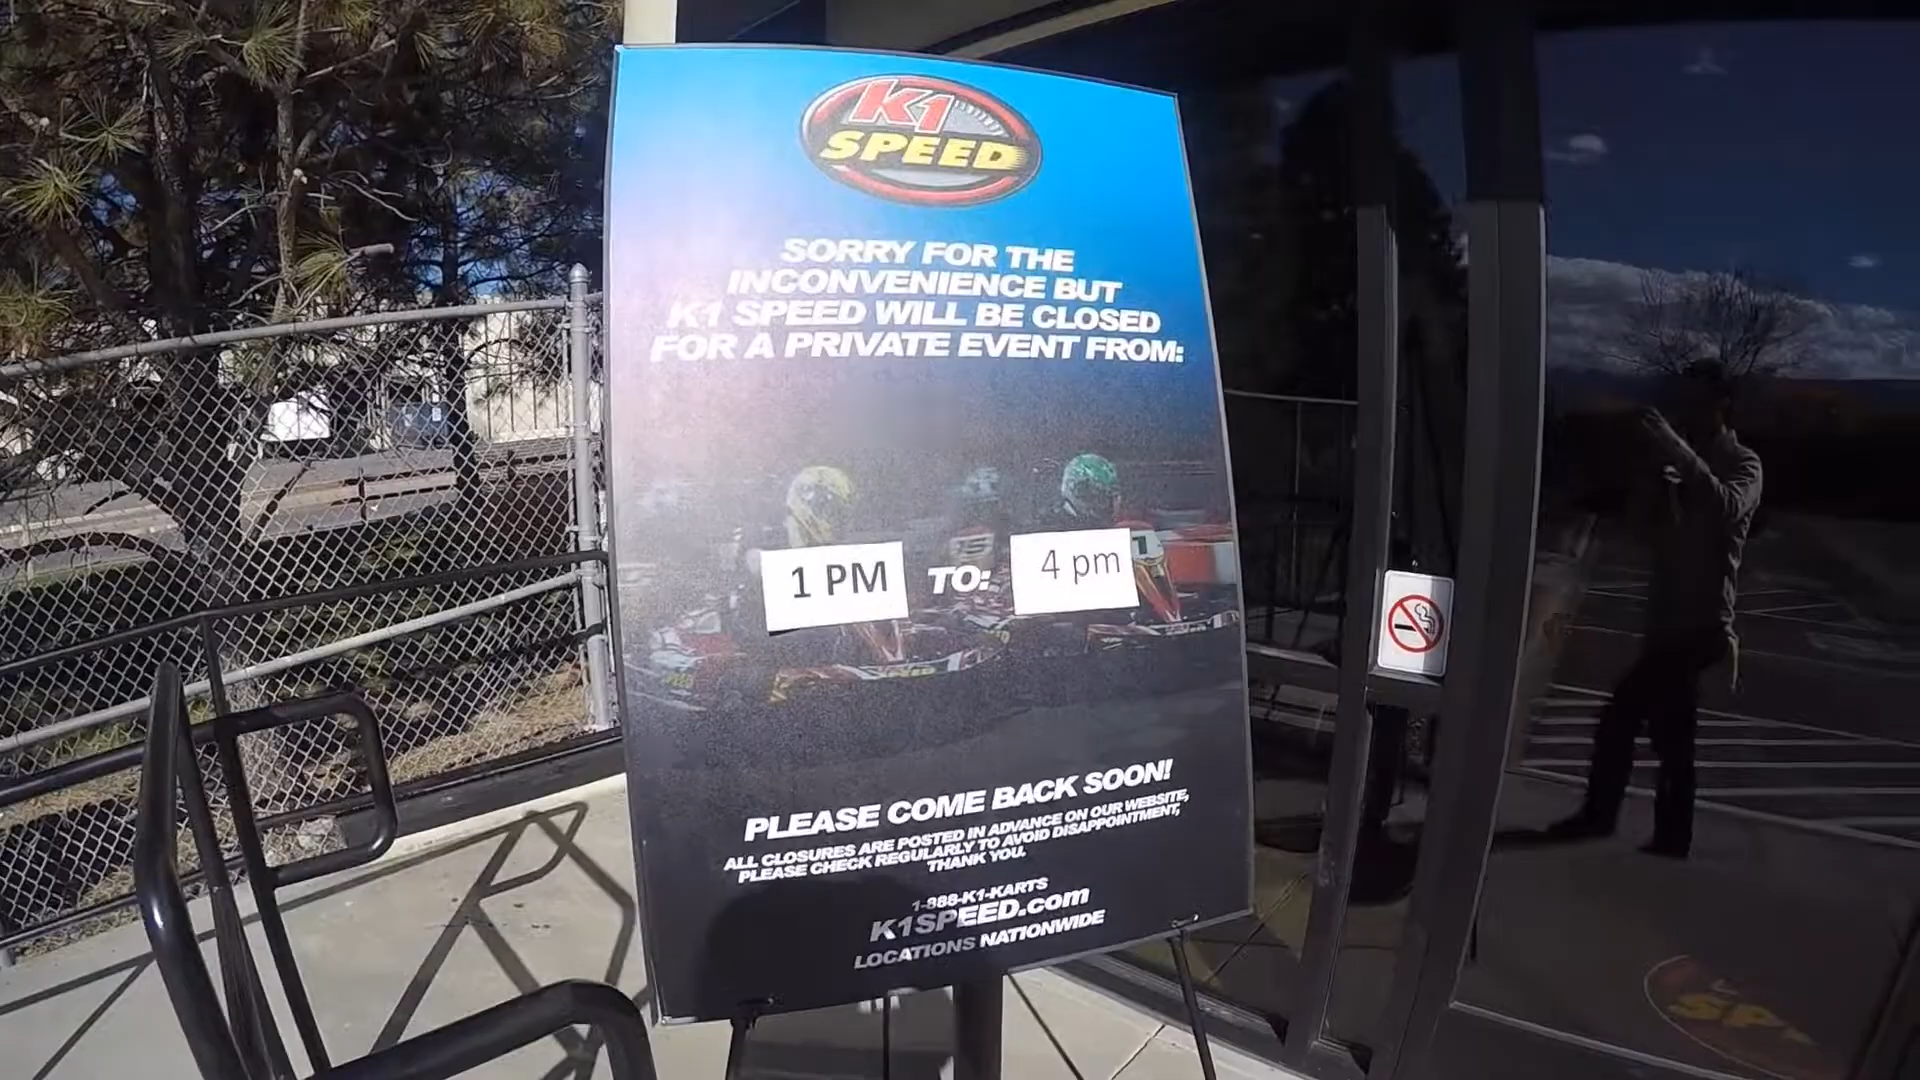 K1
SPEED
SORRY FOR THE
INCONVENIENCE BUT
K1 SPEED WILL BE CLOSED
FOR A PRIVATE EVENT FROM:
1 PM TO: 4 pm
PLEASE COME BACK SOON!
ALL CLOSURES ARE POSTED IN ADVANCE ON OUR WEBSITE,
PLEASE CHECK REGULARLY TO AVOID DISAPPOINTMENT,
THANK YOU.
1-888-K1-KARTS
K1SPEED.com
LOCATIONS NATIONWIDE